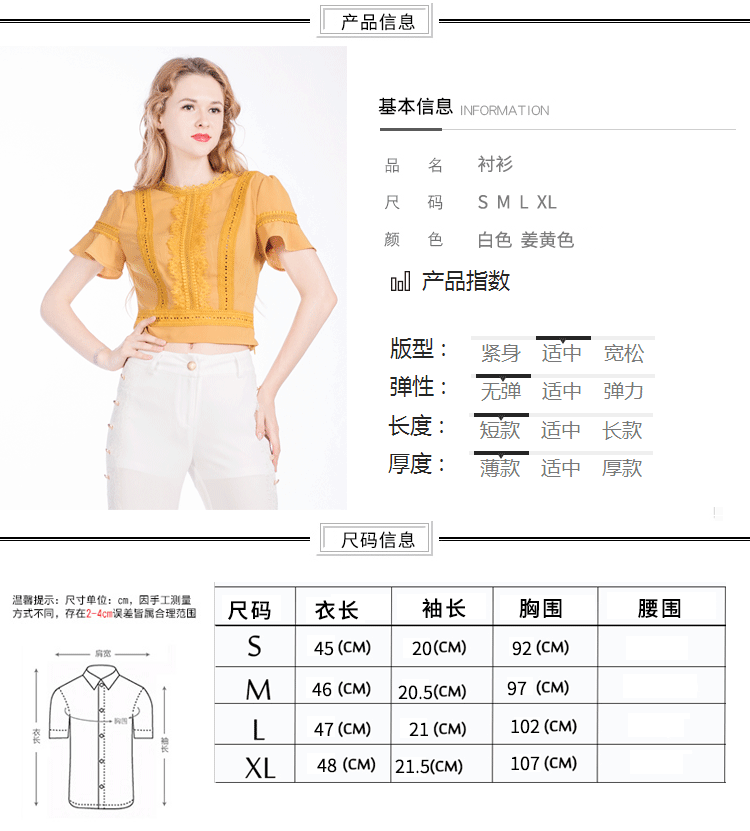 产品信息
基本信息 INFORMATION
品 名 衬衫
尺 码 S M L XL
颜 色 白色 姜黄色
产品指数
版型： 紧身 适中 宽松
弹性： 无弹 适中 弹力
长度： 短款 适中 长款
厚度： 薄款 适中 厚款
尺码信息
温馨提示：尺寸单位：cm，因手工测量
方式不同，存在2-4cm误差皆属合理范围
肩宽
胸围
衣长
袖长
尺码 衣长 袖长 胸围 腰围
S 45 (CM) 20(CM) 92 (CM)
M 46 (CM) 20.5(CM) 97 (CM)
L 47(CM) 21 (CM) 102 (CM)
XL 48 (CM) 21.5(CM) 107 (CM)